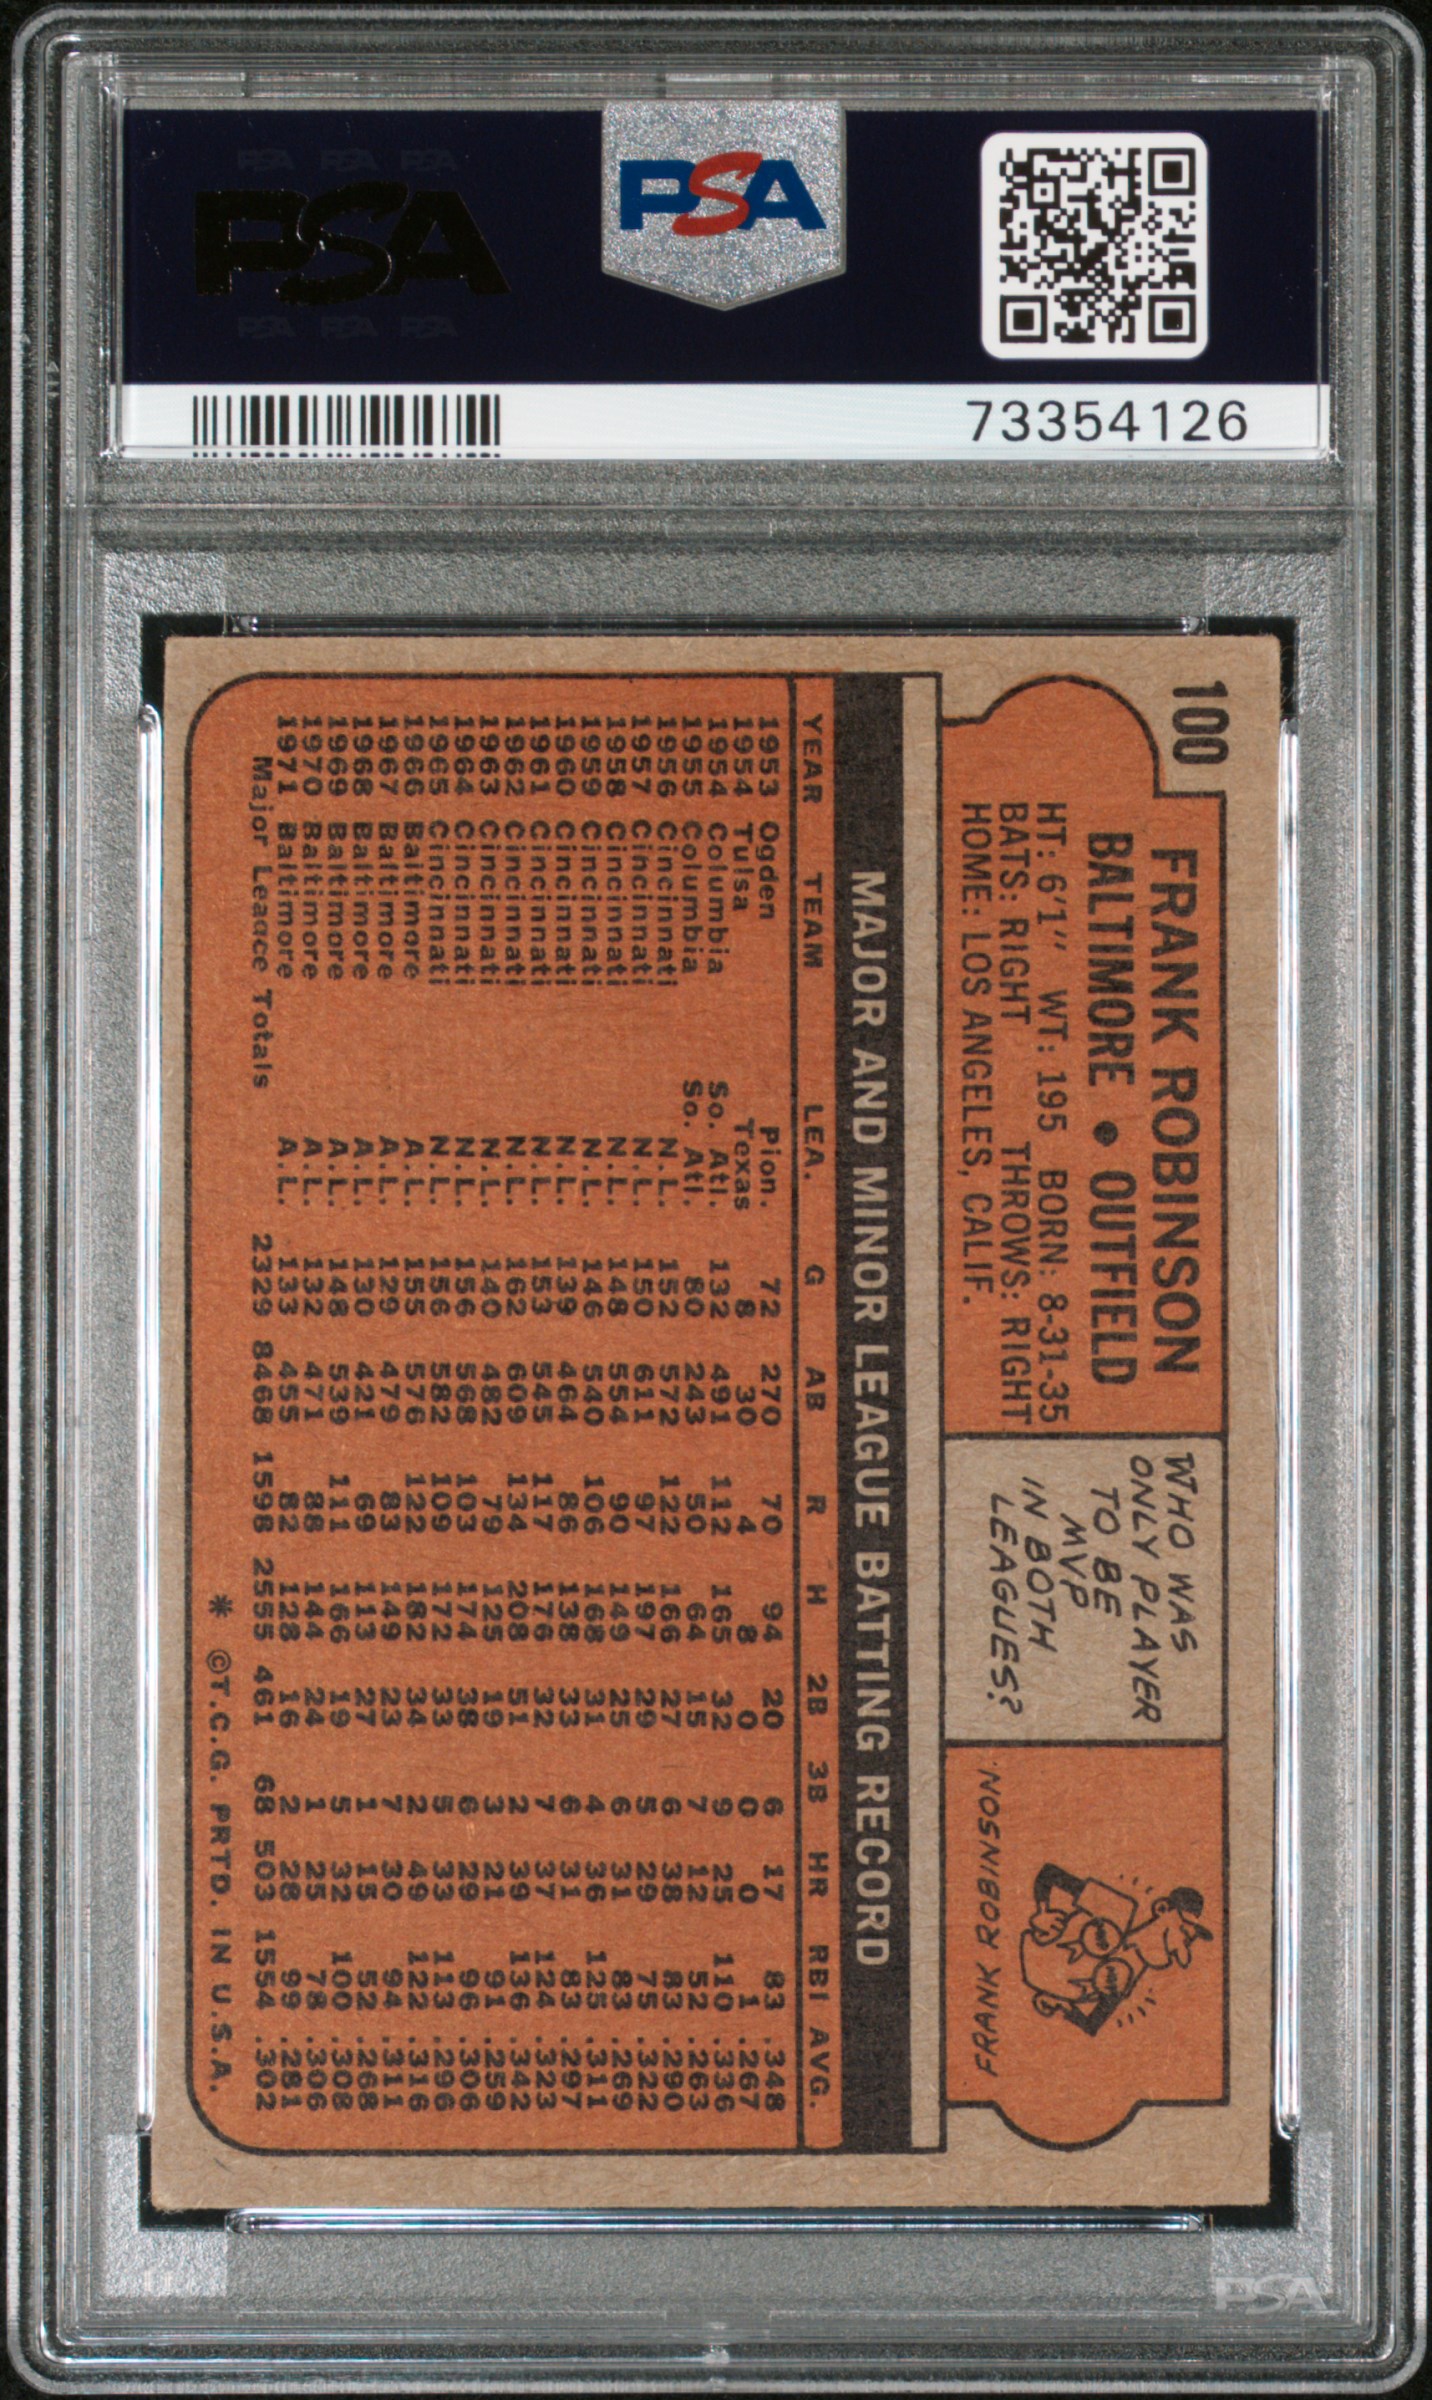 PSA PSA PSA
PSA
PSA PSA PSA
PSA
73354126
100
FRANK ROBINSON
BALTIMORE • OUTFIELD
HT: 6'1" WT: 195 BORN: 8-31-35
BATS: RIGHT THROWS: RIGHT
HOME: LOS ANGELES, CALIF.
WHO WAS
ONLY PLAYER
TO BE
MVP
IN BOTH
LEAGUES?
FRANK ROBINSON.
MAJOR AND MINOR LEAGUE BATTING RECORD
YEAR TEAM LEA. G AB R H 2B 3B HR RBI AVG.
1953 Ogden Pion. 72 270 70 94 20 6 17 83 .348
1954 Tulsa Texas 8 30 4 8 0 0 0 1 .267
1954 Columbia So. Atl. 132 491 112 165 32 9 25 110 .336
1955 Columbia So. Atl. 80 243 50 64 15 7 12 52 .263
1956 Cincinnati N.L. 152 572 122 166 27 6 38 83 .290
1957 Cincinnati N.L. 150 611 97 197 29 5 29 75 .322
1958 Cincinnati N.L. 148 554 90 149 25 6 31 83 .269
1959 Cincinnati N.L. 146 540 106 168 31 4 36 125 .311
1960 Cincinnati N.L. 139 464 86 138 33 6 31 83 .297
1961 Cincinnati N.L. 153 545 117 176 32 7 37 124 .323
1962 Cincinnati N.L. 162 609 134 208 51 2 39 136 .342
1963 Cincinnati N.L. 140 482 79 125 19 3 21 91 .259
1964 Cincinnati N.L. 156 568 103 174 38 6 29 96 .306
1965 Cincinnati N.L. 156 582 109 172 33 5 33 113 .296
1966 Baltimore A.L. 155 576 122 182 34 2 49 122 .316
1967 Baltimore A.L. 129 479 83 149 23 7 30 94 .311
1968 Baltimore A.L. 130 421 69 113 27 1 15 52 .268
1969 Baltimore A.L. 148 539 111 166 19 5 32 100 .308
1970 Baltimore A.L. 132 471 88 144 24 1 25 78 .306
1971 Baltimore A.L. 133 455 82 128 16 2 28 99 .281
Major League Totals 2329 8468 1598 2555 461 68 503 1554 .302
* ©T.C.G. PRTD. IN U.S.A.
PSA